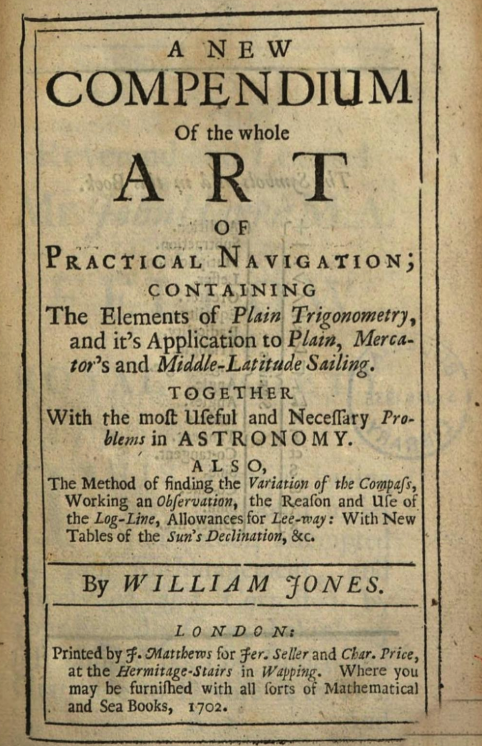 A NEW
COMPENDIUM
Of the whole
ART
OF
PRACTICAL NAVIGATION;
CONTAINING
The Elements of Plain Trigonometry,
and it's Application to Plain, Merca-
tor's and Middle-Latitude Sailing.
TOGETHER
With the moſt Uſeful and Neceſſary Pro-
blems in ASTRONOMY.
ALSO,
The Method of finding the Variation of the Compaſs,
Working an Obſervation, the Reaſon and Uſe of
the Log-Line, Allowances for Lee-way: With New
Tables of the Sun's Declination, &c.
By WILLIAM JONES.
LONDON:
Printed by J. Matthews for Jer. Seller and Char. Price,
at the Hermitage-Stairs in Wapping. Where you
may be furniſhed with all ſorts of Mathematical
and Sea Books, 1702.